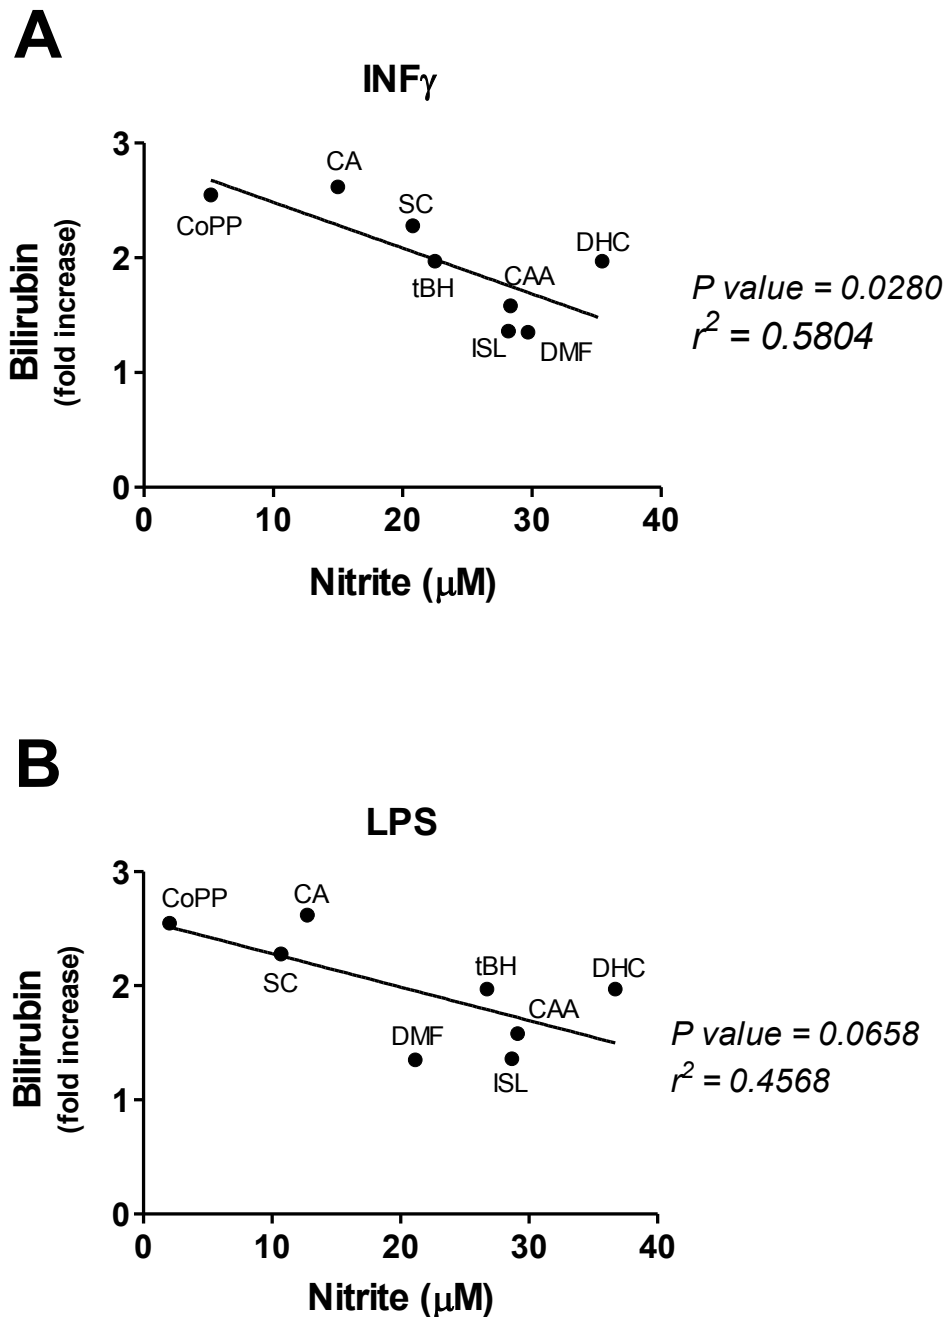 A
INFγ
3
2
1
0
0 10 20 30 40
Bilirubin
(fold increase)
Nitrite (μM)
CA
SC
CoPP
DHC
CAA
tBH
ISL
DMF
P value = 0.0280
r² = 0.5804
B
LPS
3
2
1
0
0 10 20 30 40
Bilirubin
(fold increase)
Nitrite (μM)
CoPP
CA
SC
tBH
DHC
CAA
DMF
ISL
P value = 0.0658
r² = 0.4568